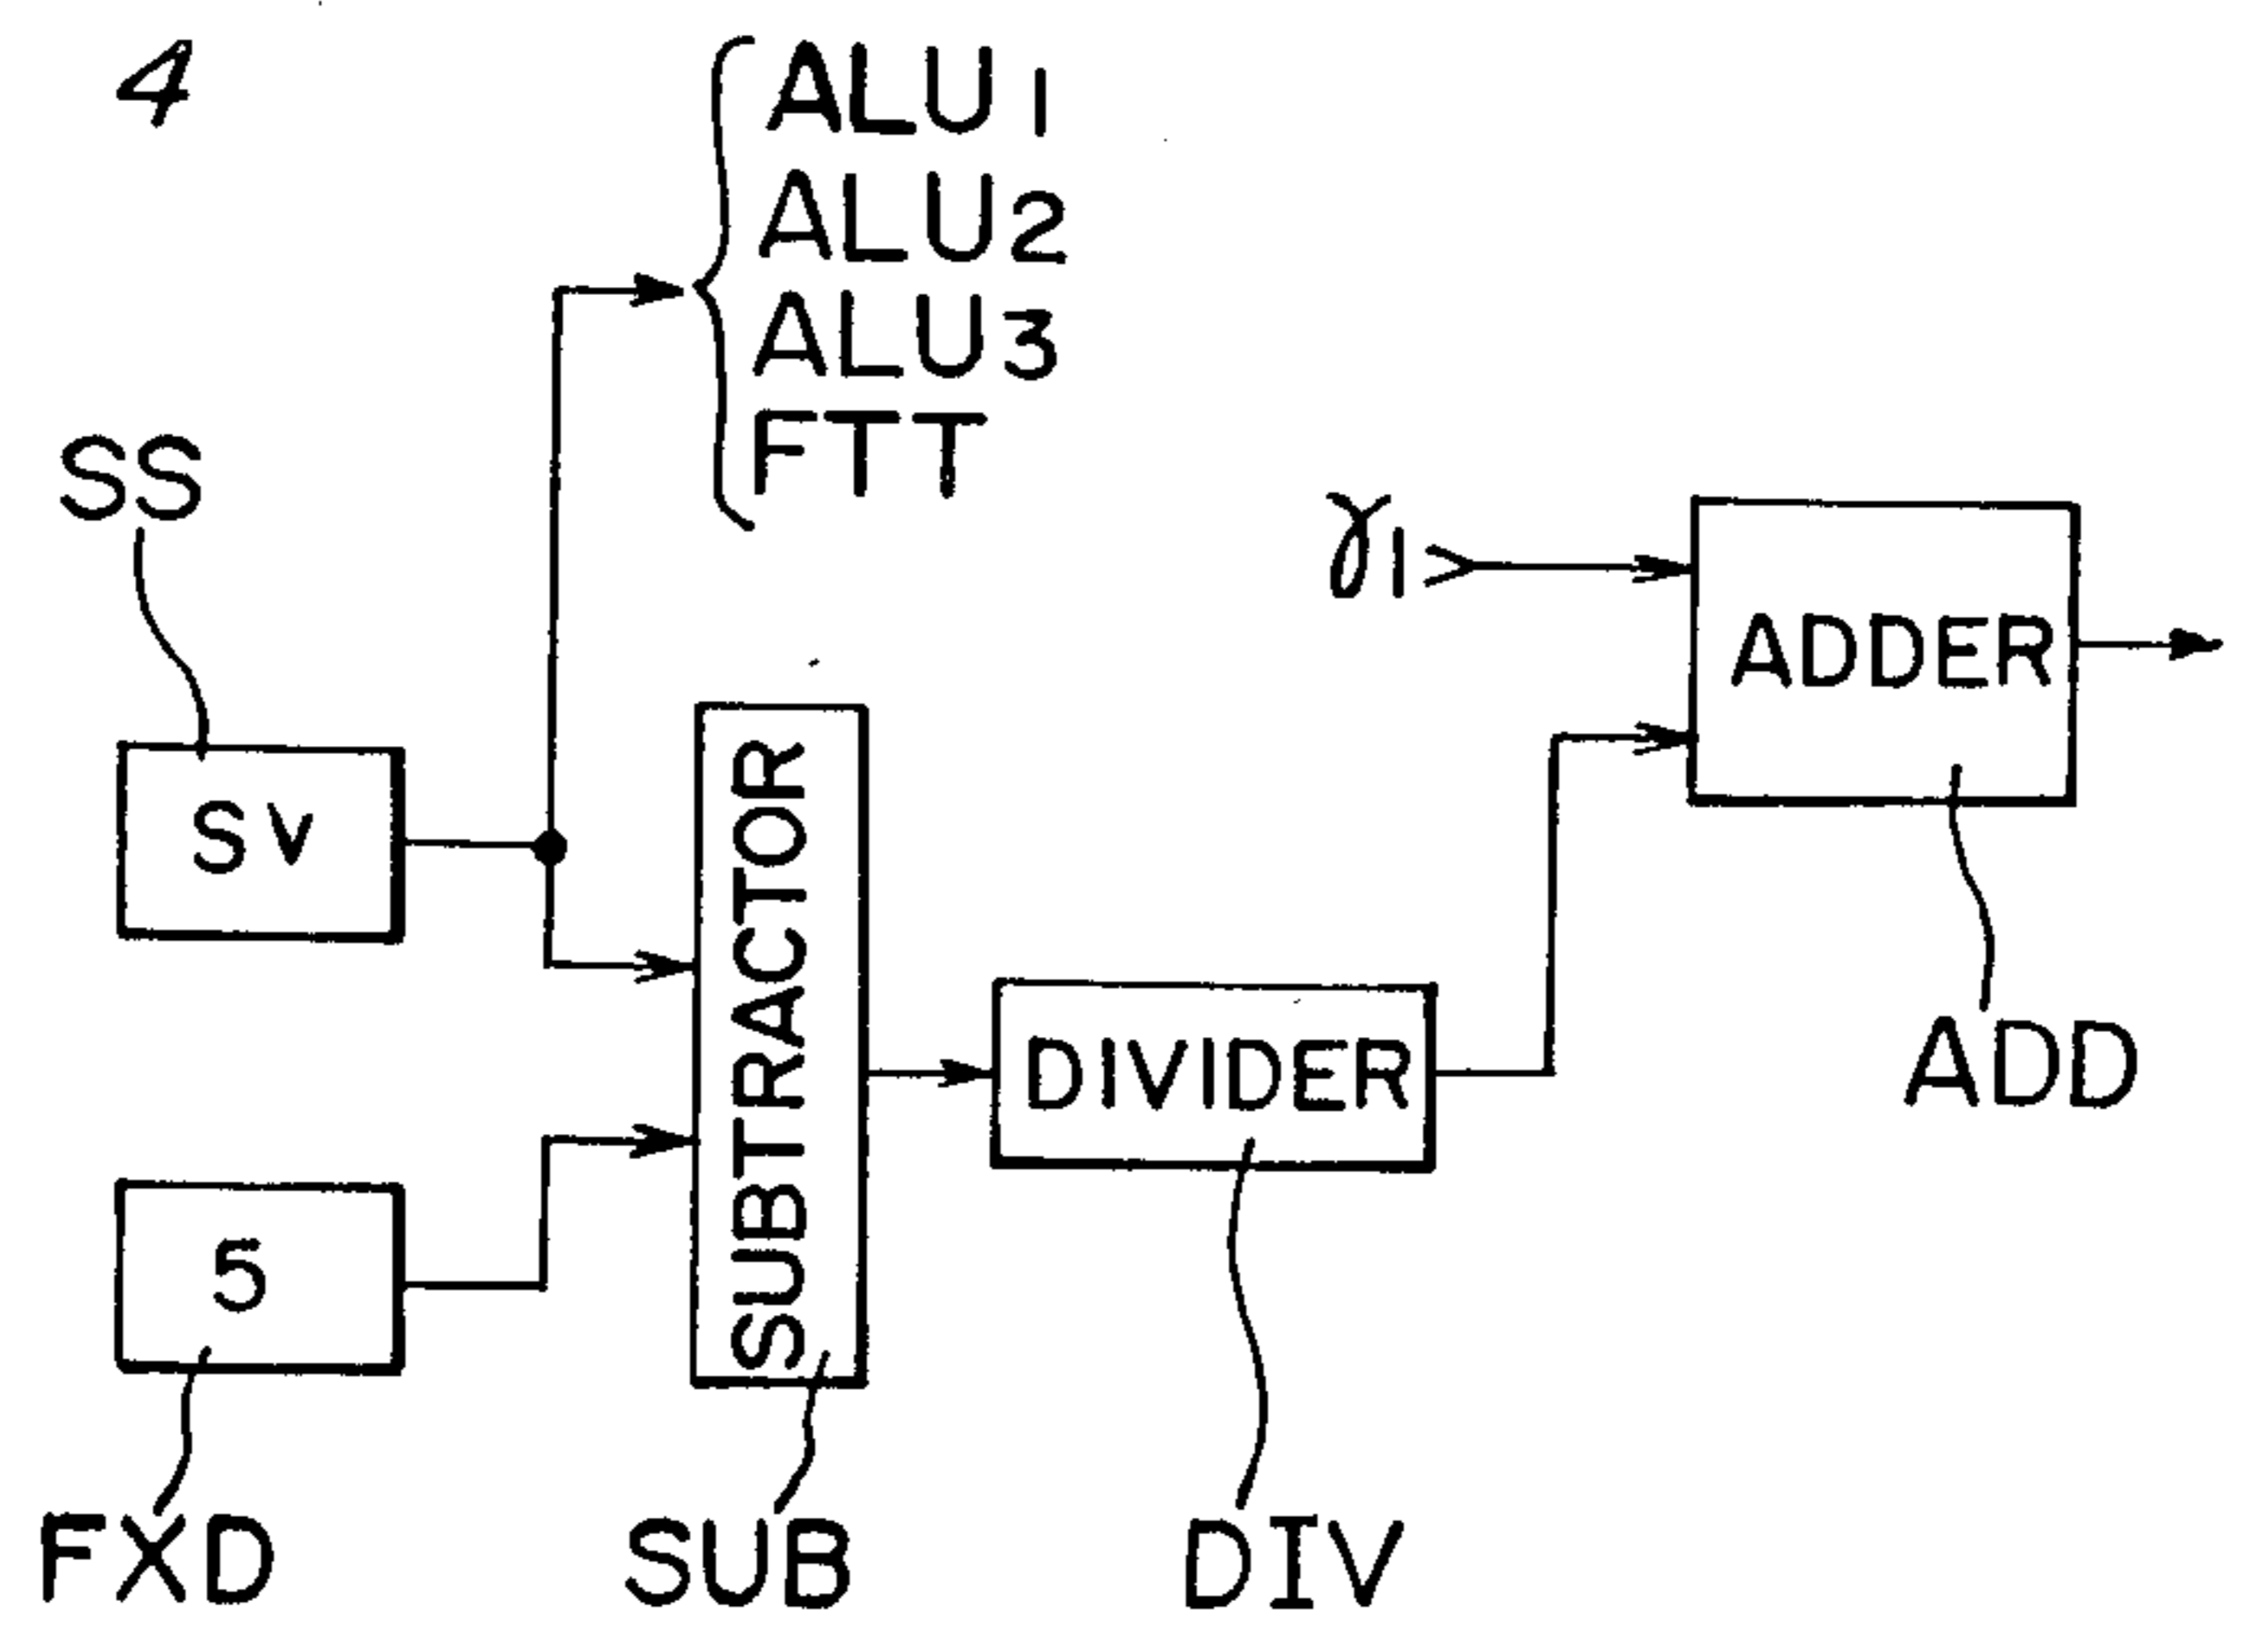 4
ALU1
ALU2
ALU3
FTT
SS
γ1
ADDER
SV
SUBTRACTOR
DIVIDER
ADD
5
FXD
SUB
DIV